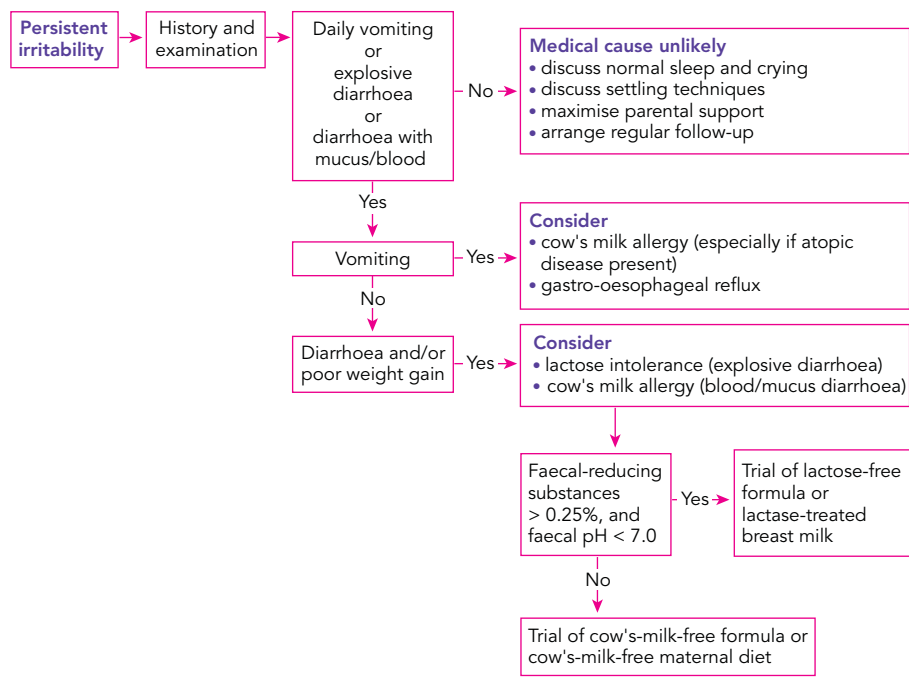 Persistent
irritability
History and
examination
Daily vomiting
or
explosive
diarrhoea
or
diarrhoea with
mucus/blood
No
Medical cause unlikely
• discuss normal sleep and crying
• discuss settling techniques
• maximise parental support
• arrange regular follow-up
Yes
Vomiting
Yes
Consider
• cow's milk allergy (especially if atopic
disease present)
• gastro-oesophageal reflux
No
Diarrhoea and/or
poor weight gain
Yes
Consider
• lactose intolerance (explosive diarrhoea)
• cow's milk allergy (blood/mucus diarrhoea)
Faecal-reducing
substances
> 0.25%, and
faecal pH < 7.0
Yes
Trial of lactose-free
formula or
lactase-treated
breast milk
No
Trial of cow's-milk-free formula or
cow's-milk-free maternal diet